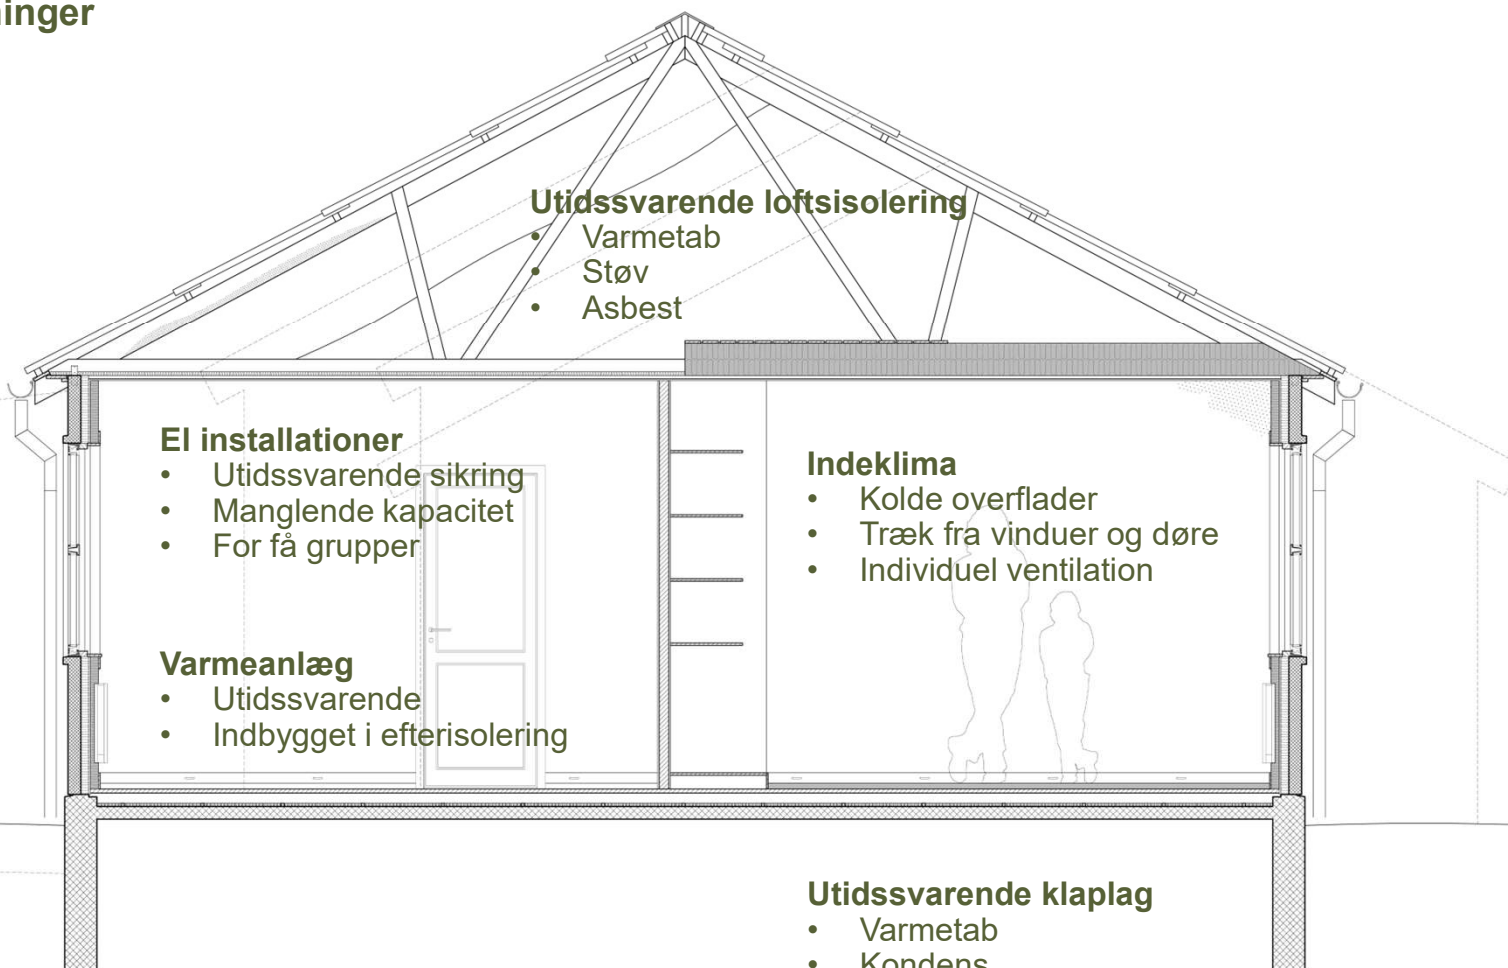 Utidssvarende loftsisolering
• Varmetab
• Støv
• Asbest
El installationer
• Utidssvarende sikring
• Manglende kapacitet
• For få grupper
Indeklima
• Kolde overflader
• Træk fra vinduer og døre
• Individuel ventilation
Varmeanlæg
• Utidssvarende
• Indbygget i efterisolering
Utidssvarende klaplag
• Varmetab
• Kondens